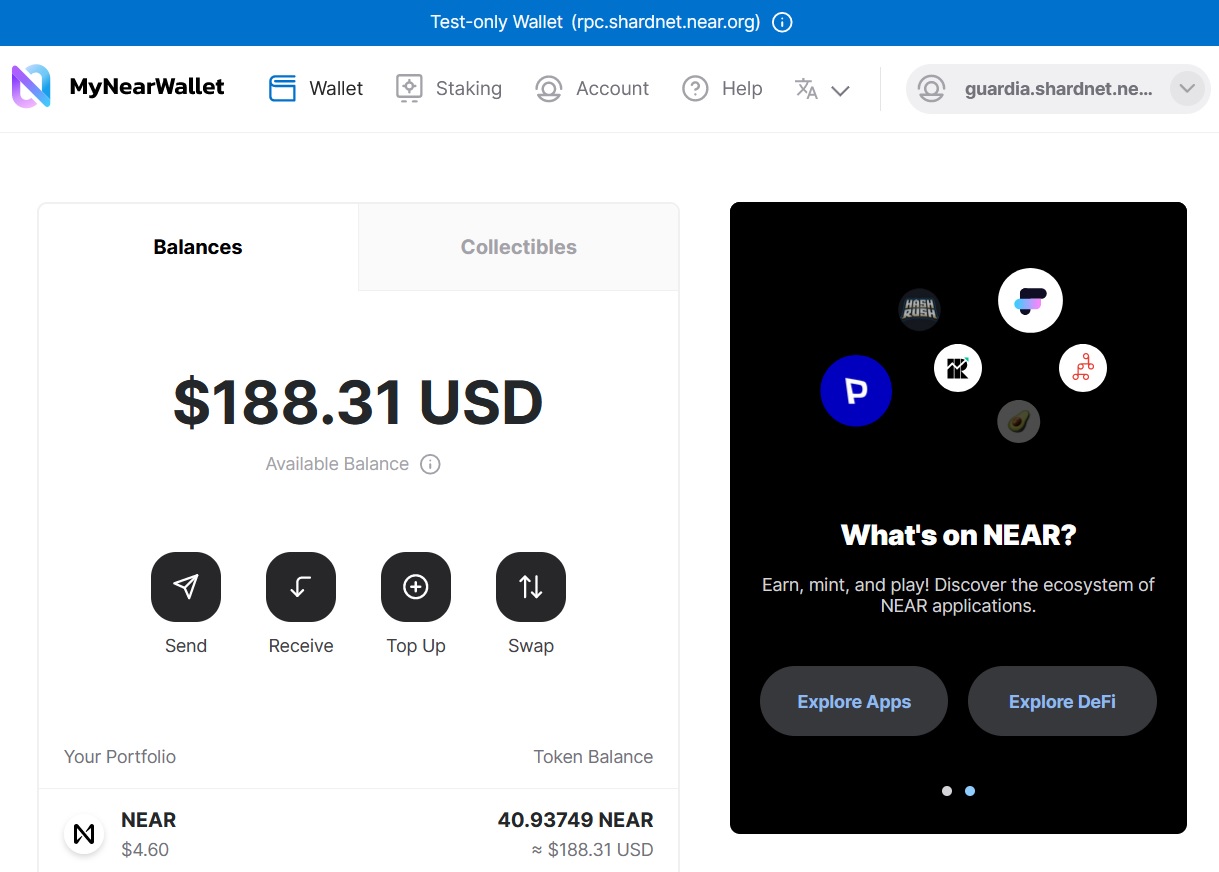 Test-only Wallet (rpc.shardnet.near.org)
MyNearWallet
Wallet
Staking
Account
Help
guardia.shardnet.ne...
Balances
Collectibles
$188.31 USD
Available Balance
Send
Receive
Top Up
Swap
Your Portfolio
Token Balance
NEAR
40.93749 NEAR
$4.60
≈ $188.31 USD
HASH
RUSH
What's on NEAR?
Earn, mint, and play! Discover the ecosystem of
NEAR applications.
Explore Apps
Explore DeFi